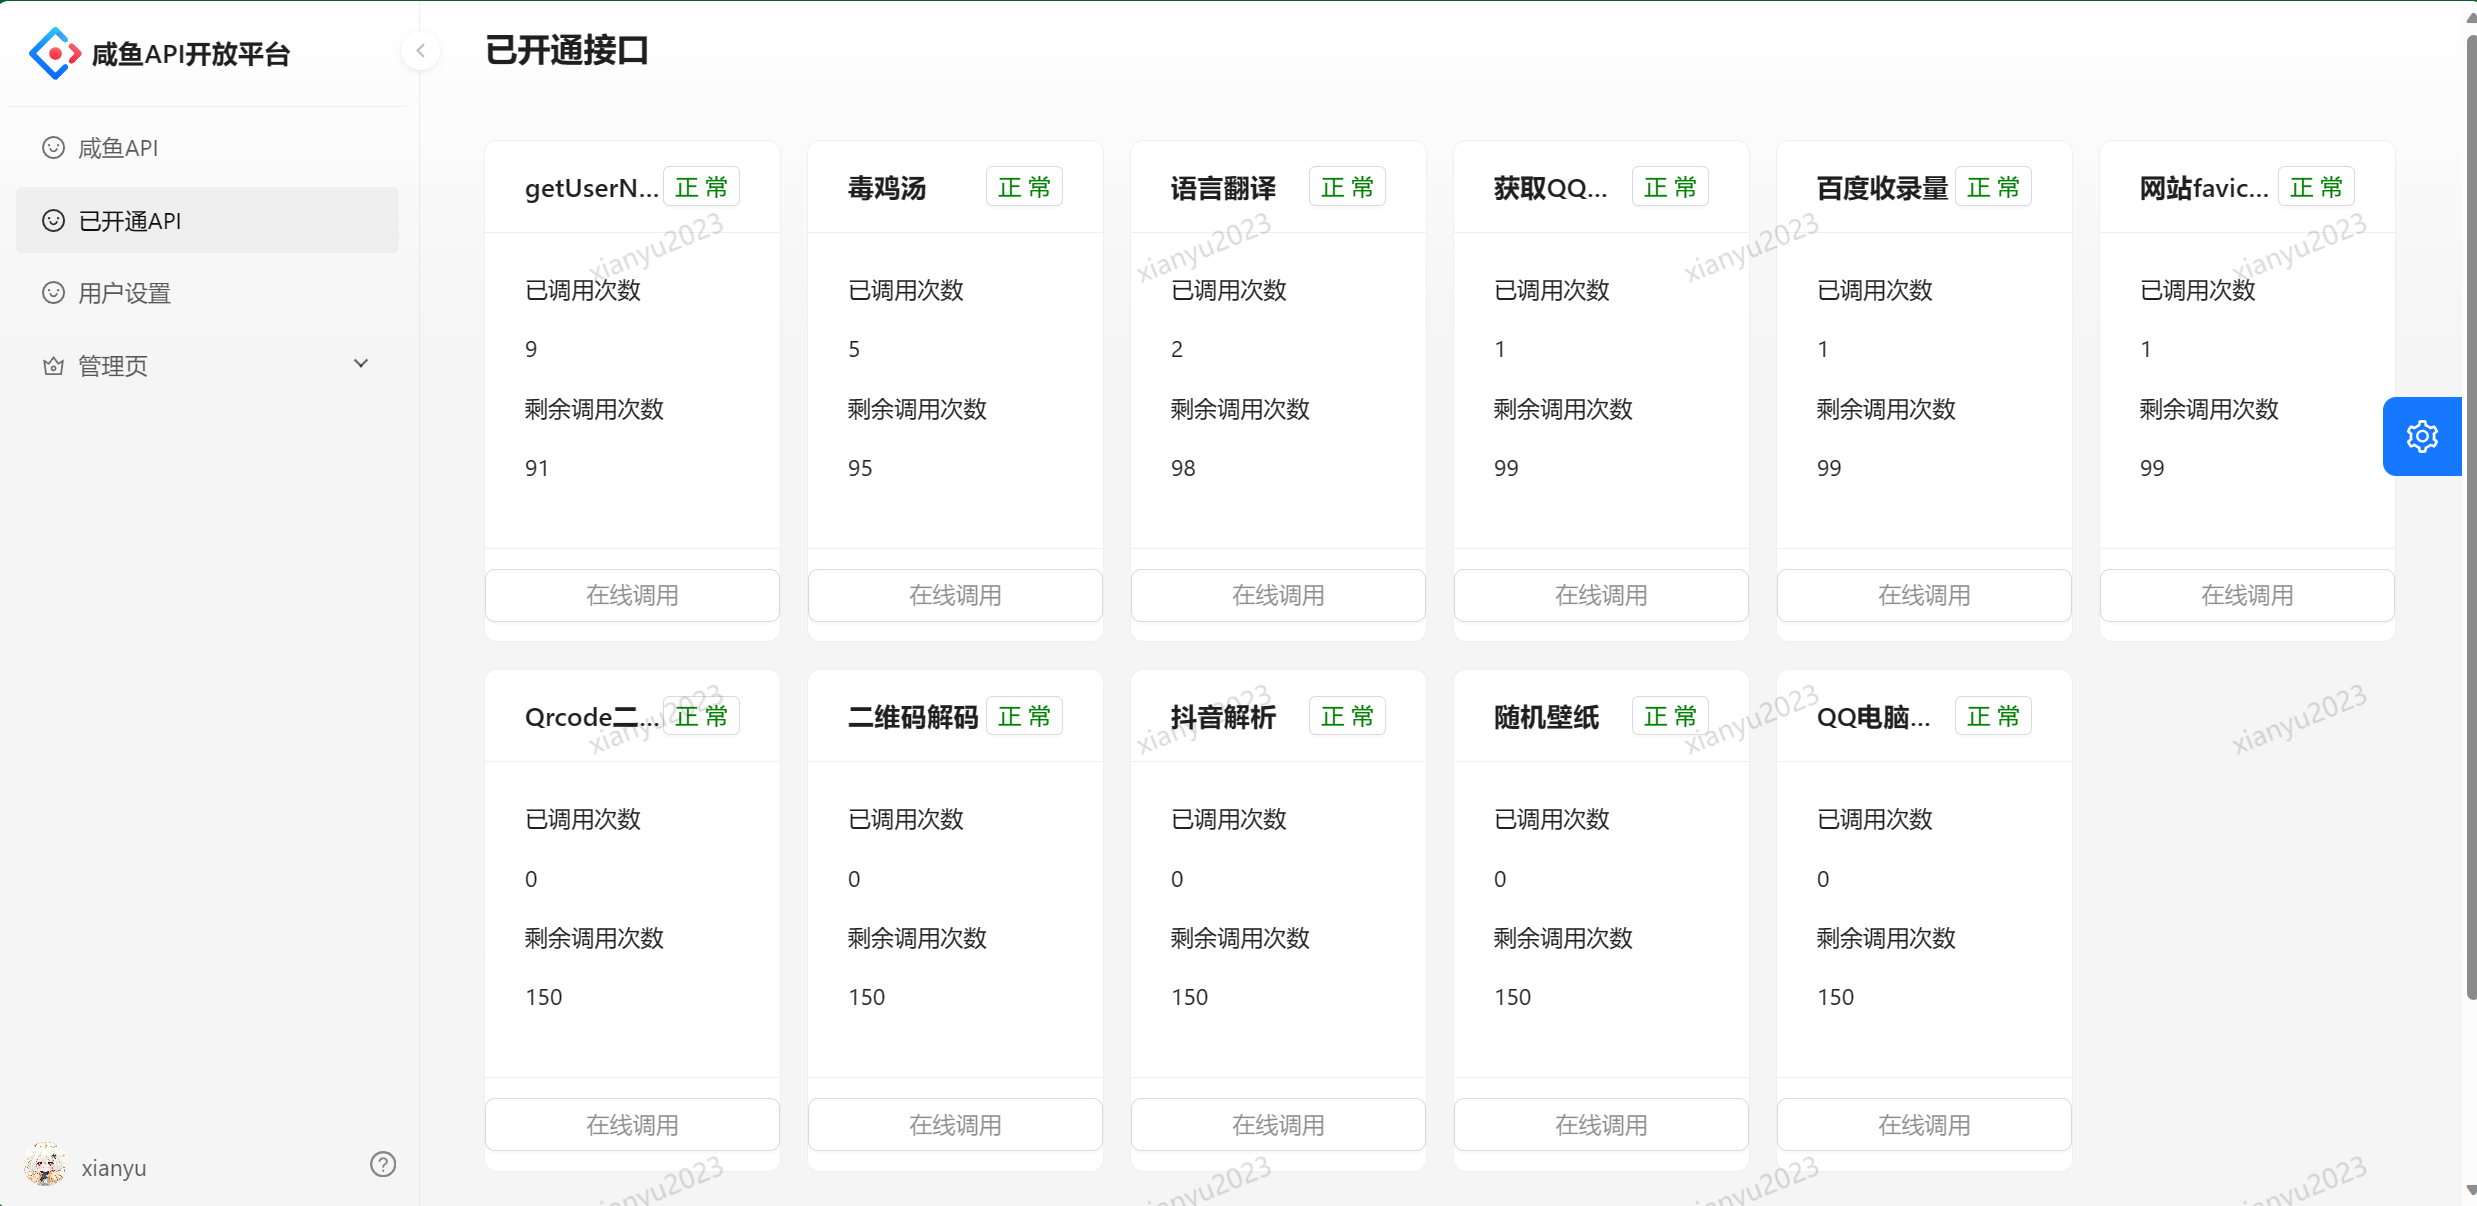 咸鱼API开放平台
咸鱼API
已开通API
用户设置
管理页
xianyu
已开通接口
getUserN... 正常
已调用次数
9
剩余调用次数
91
在线调用
毒鸡汤 正常
已调用次数
5
剩余调用次数
95
在线调用
语言翻译 正常
已调用次数
2
剩余调用次数
98
在线调用
获取QQ... 正常
已调用次数
1
剩余调用次数
99
在线调用
百度收录量 正常
已调用次数
1
剩余调用次数
99
在线调用
网站favic... 正常
已调用次数
1
剩余调用次数
99
在线调用
Qrcode二... 正常
已调用次数
0
剩余调用次数
150
在线调用
二维码解码 正常
已调用次数
0
剩余调用次数
150
在线调用
抖音解析 正常
已调用次数
0
剩余调用次数
150
在线调用
随机壁纸 正常
已调用次数
0
剩余调用次数
150
在线调用
QQ电脑... 正常
已调用次数
0
剩余调用次数
150
在线调用
xianyu2023
xianyu2023
xianyu2023
xianyu2023
xianyu2023
xianyu2023
xianyu2023
xianyu2023
xianyu2023
xianyu2023
xianyu2023
xianyu2023